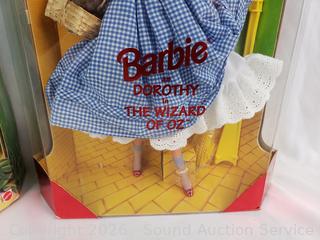 Barbie
as
DOROTHY
in
THE WIZARD
OF OZ
Copyright 2026 - Sound Auction Service